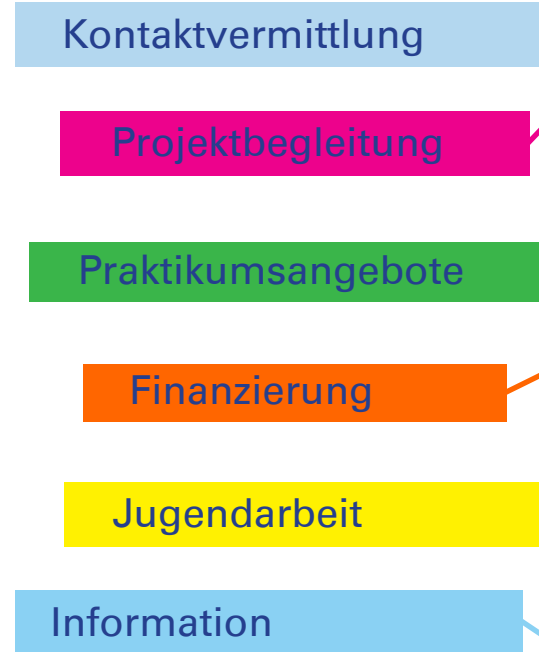 Kontaktvermittlung
Projektbegleitung
Praktikumsangebote
Finanzierung
Jugendarbeit
Information